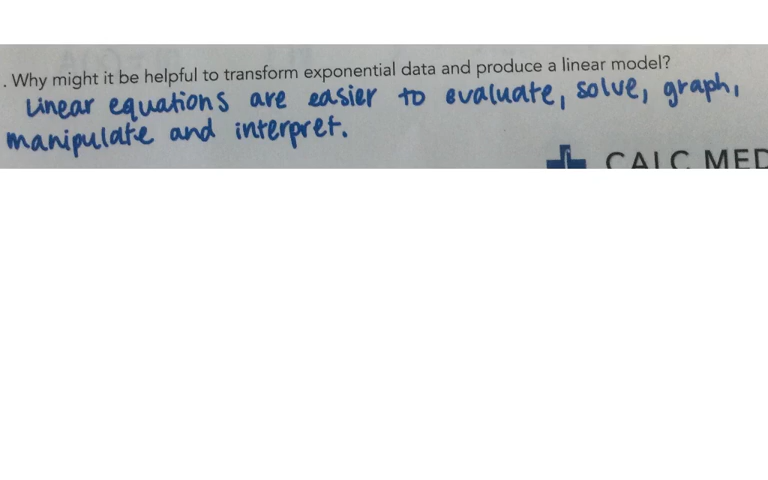 . Why might it be helpful to transform exponential data and produce a linear model?
Linear equations are easier to evaluate, solve, graph,
manipulate and interpret.
CALC MED